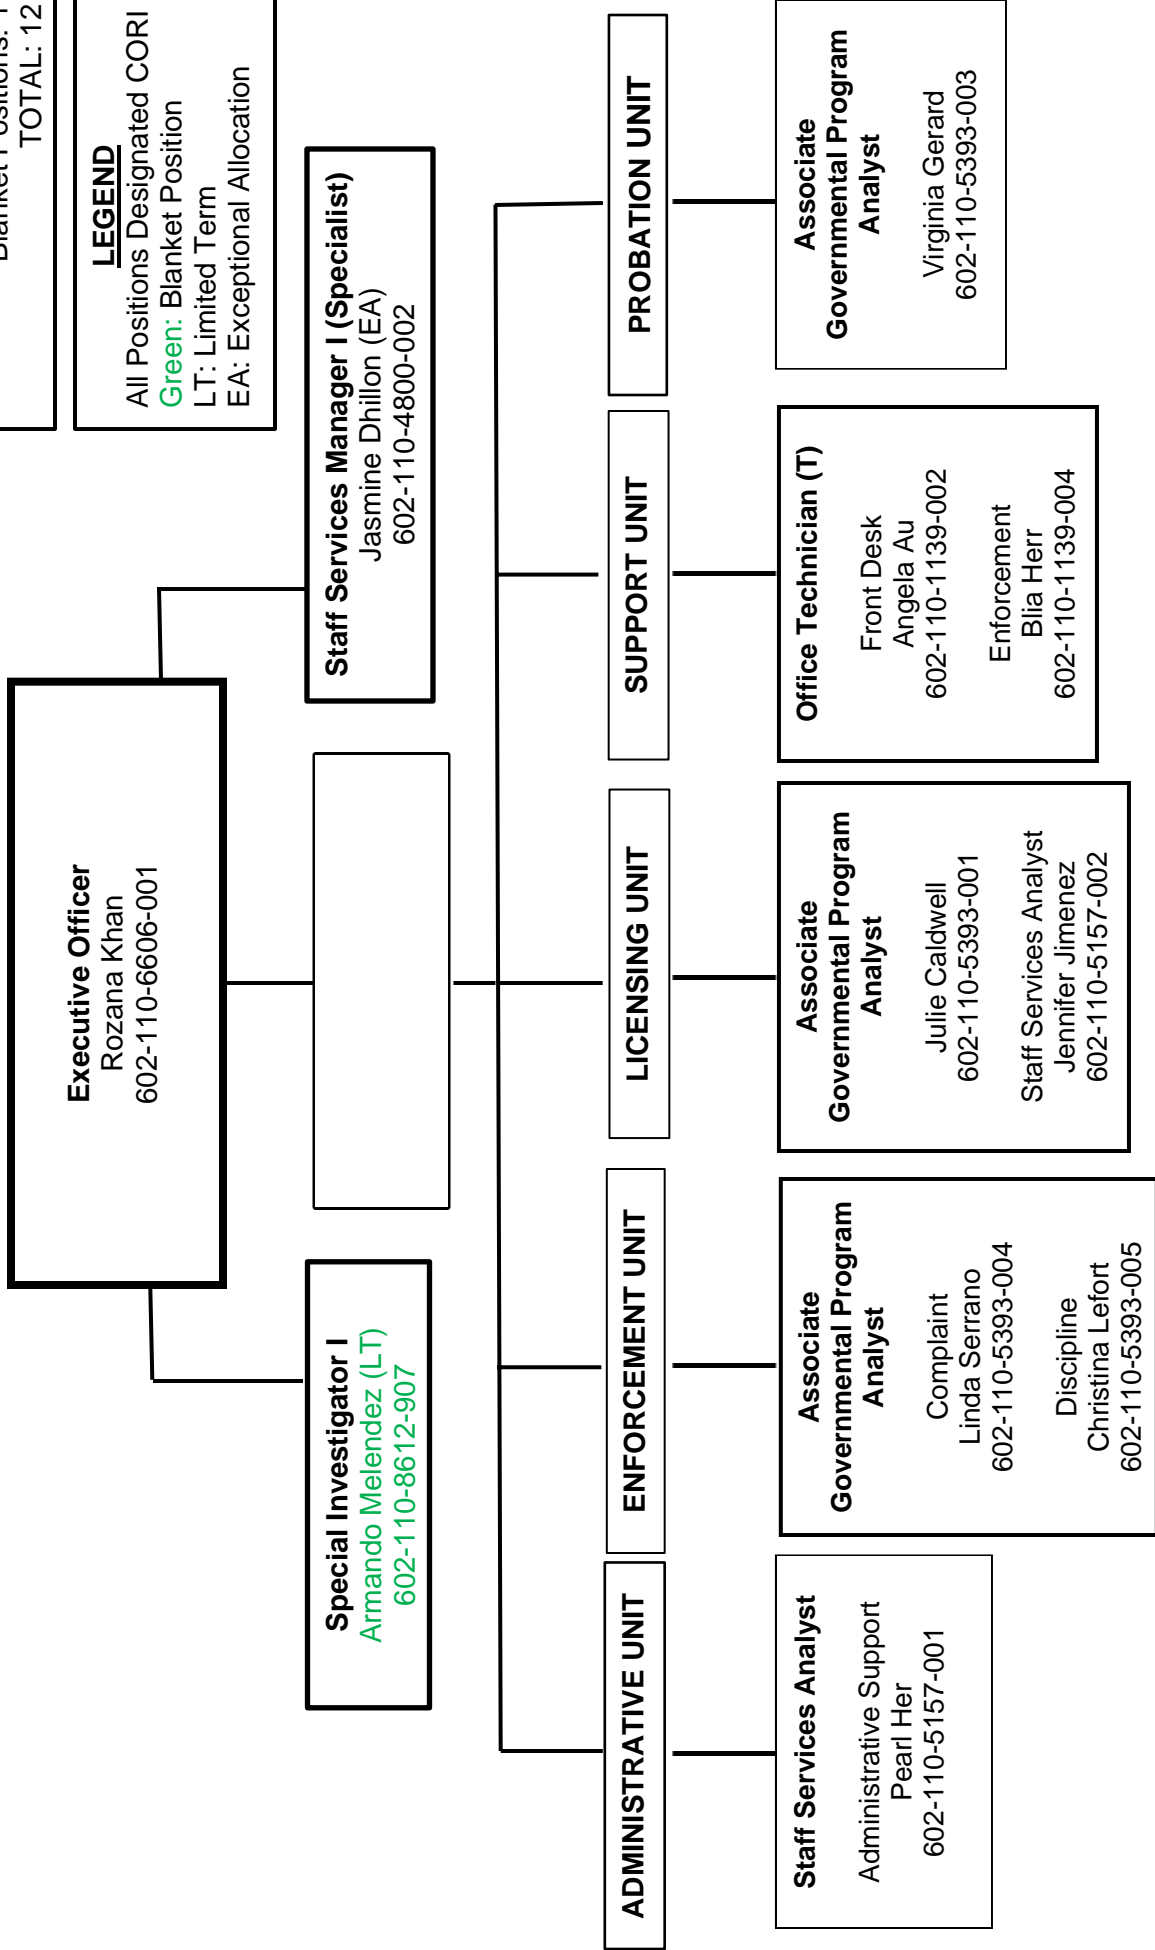 Blanket Positions: 1
TOTAL: 12
LEGEND
All Positions Designated CORI
Green: Blanket Position
LT: Limited Term
EA: Exceptional Allocation
Executive Officer
Rozana Khan
602-110-6606-001
Special Investigator I
Armando Melendez (LT)
602-110-8612-907
Staff Services Manager I (Specialist)
Jasmine Dhillon (EA)
602-110-4800-002
ADMINISTRATIVE UNIT
Staff Services Analyst
Administrative Support
Pearl Her
602-110-5157-001
ENFORCEMENT UNIT
Associate
Governmental Program
Analyst
Complaint
Linda Serrano
602-110-5393-004
Discipline
Christina Lefort
602-110-5393-005
LICENSING UNIT
Associate
Governmental Program
Analyst
Julie Caldwell
602-110-5393-001
Staff Services Analyst
Jennifer Jimenez
602-110-5157-002
SUPPORT UNIT
Office Technician (T)
Front Desk
Angela Au
602-110-1139-002
Enforcement
Blia Herr
602-110-1139-004
PROBATION UNIT
Associate
Governmental Program
Analyst
Virginia Gerard
602-110-5393-003